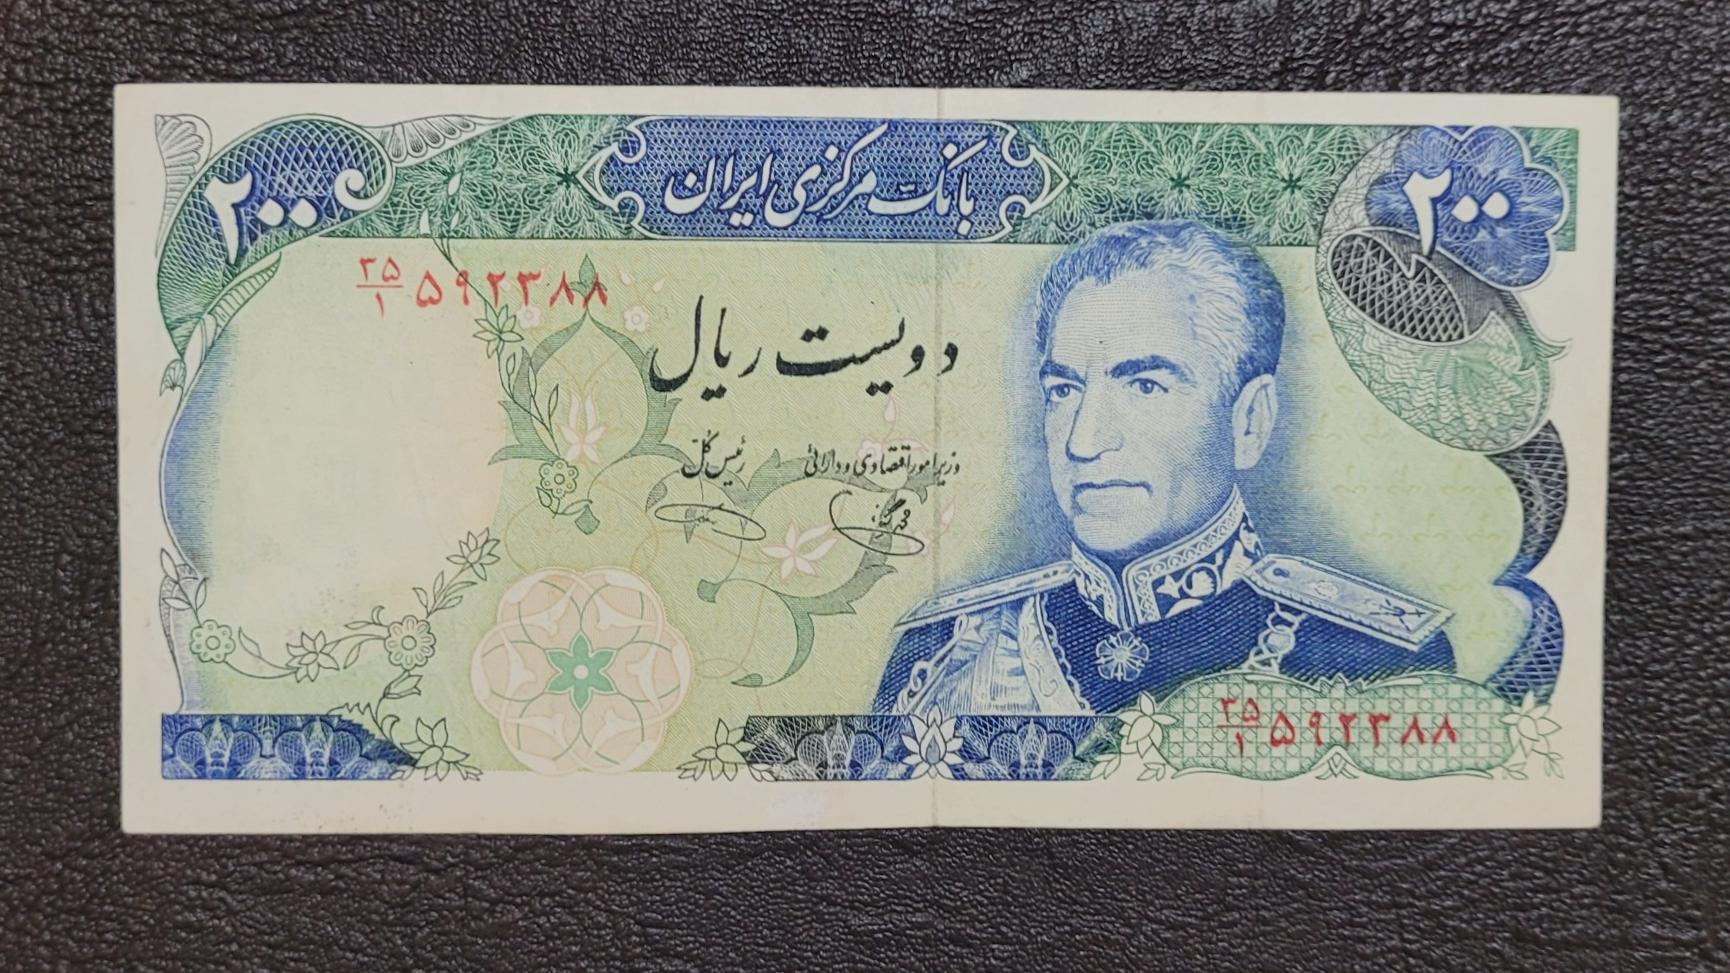 بانک مرکزی ایران
۲۰۰
۲۰۰
۳۵/۱ ۵۹۲۳۸۸
دویست ریال
وزیر امور اقتصادی و دارائی
رئیس کل
۳۵/۱ ۵۹۲۳۸۸